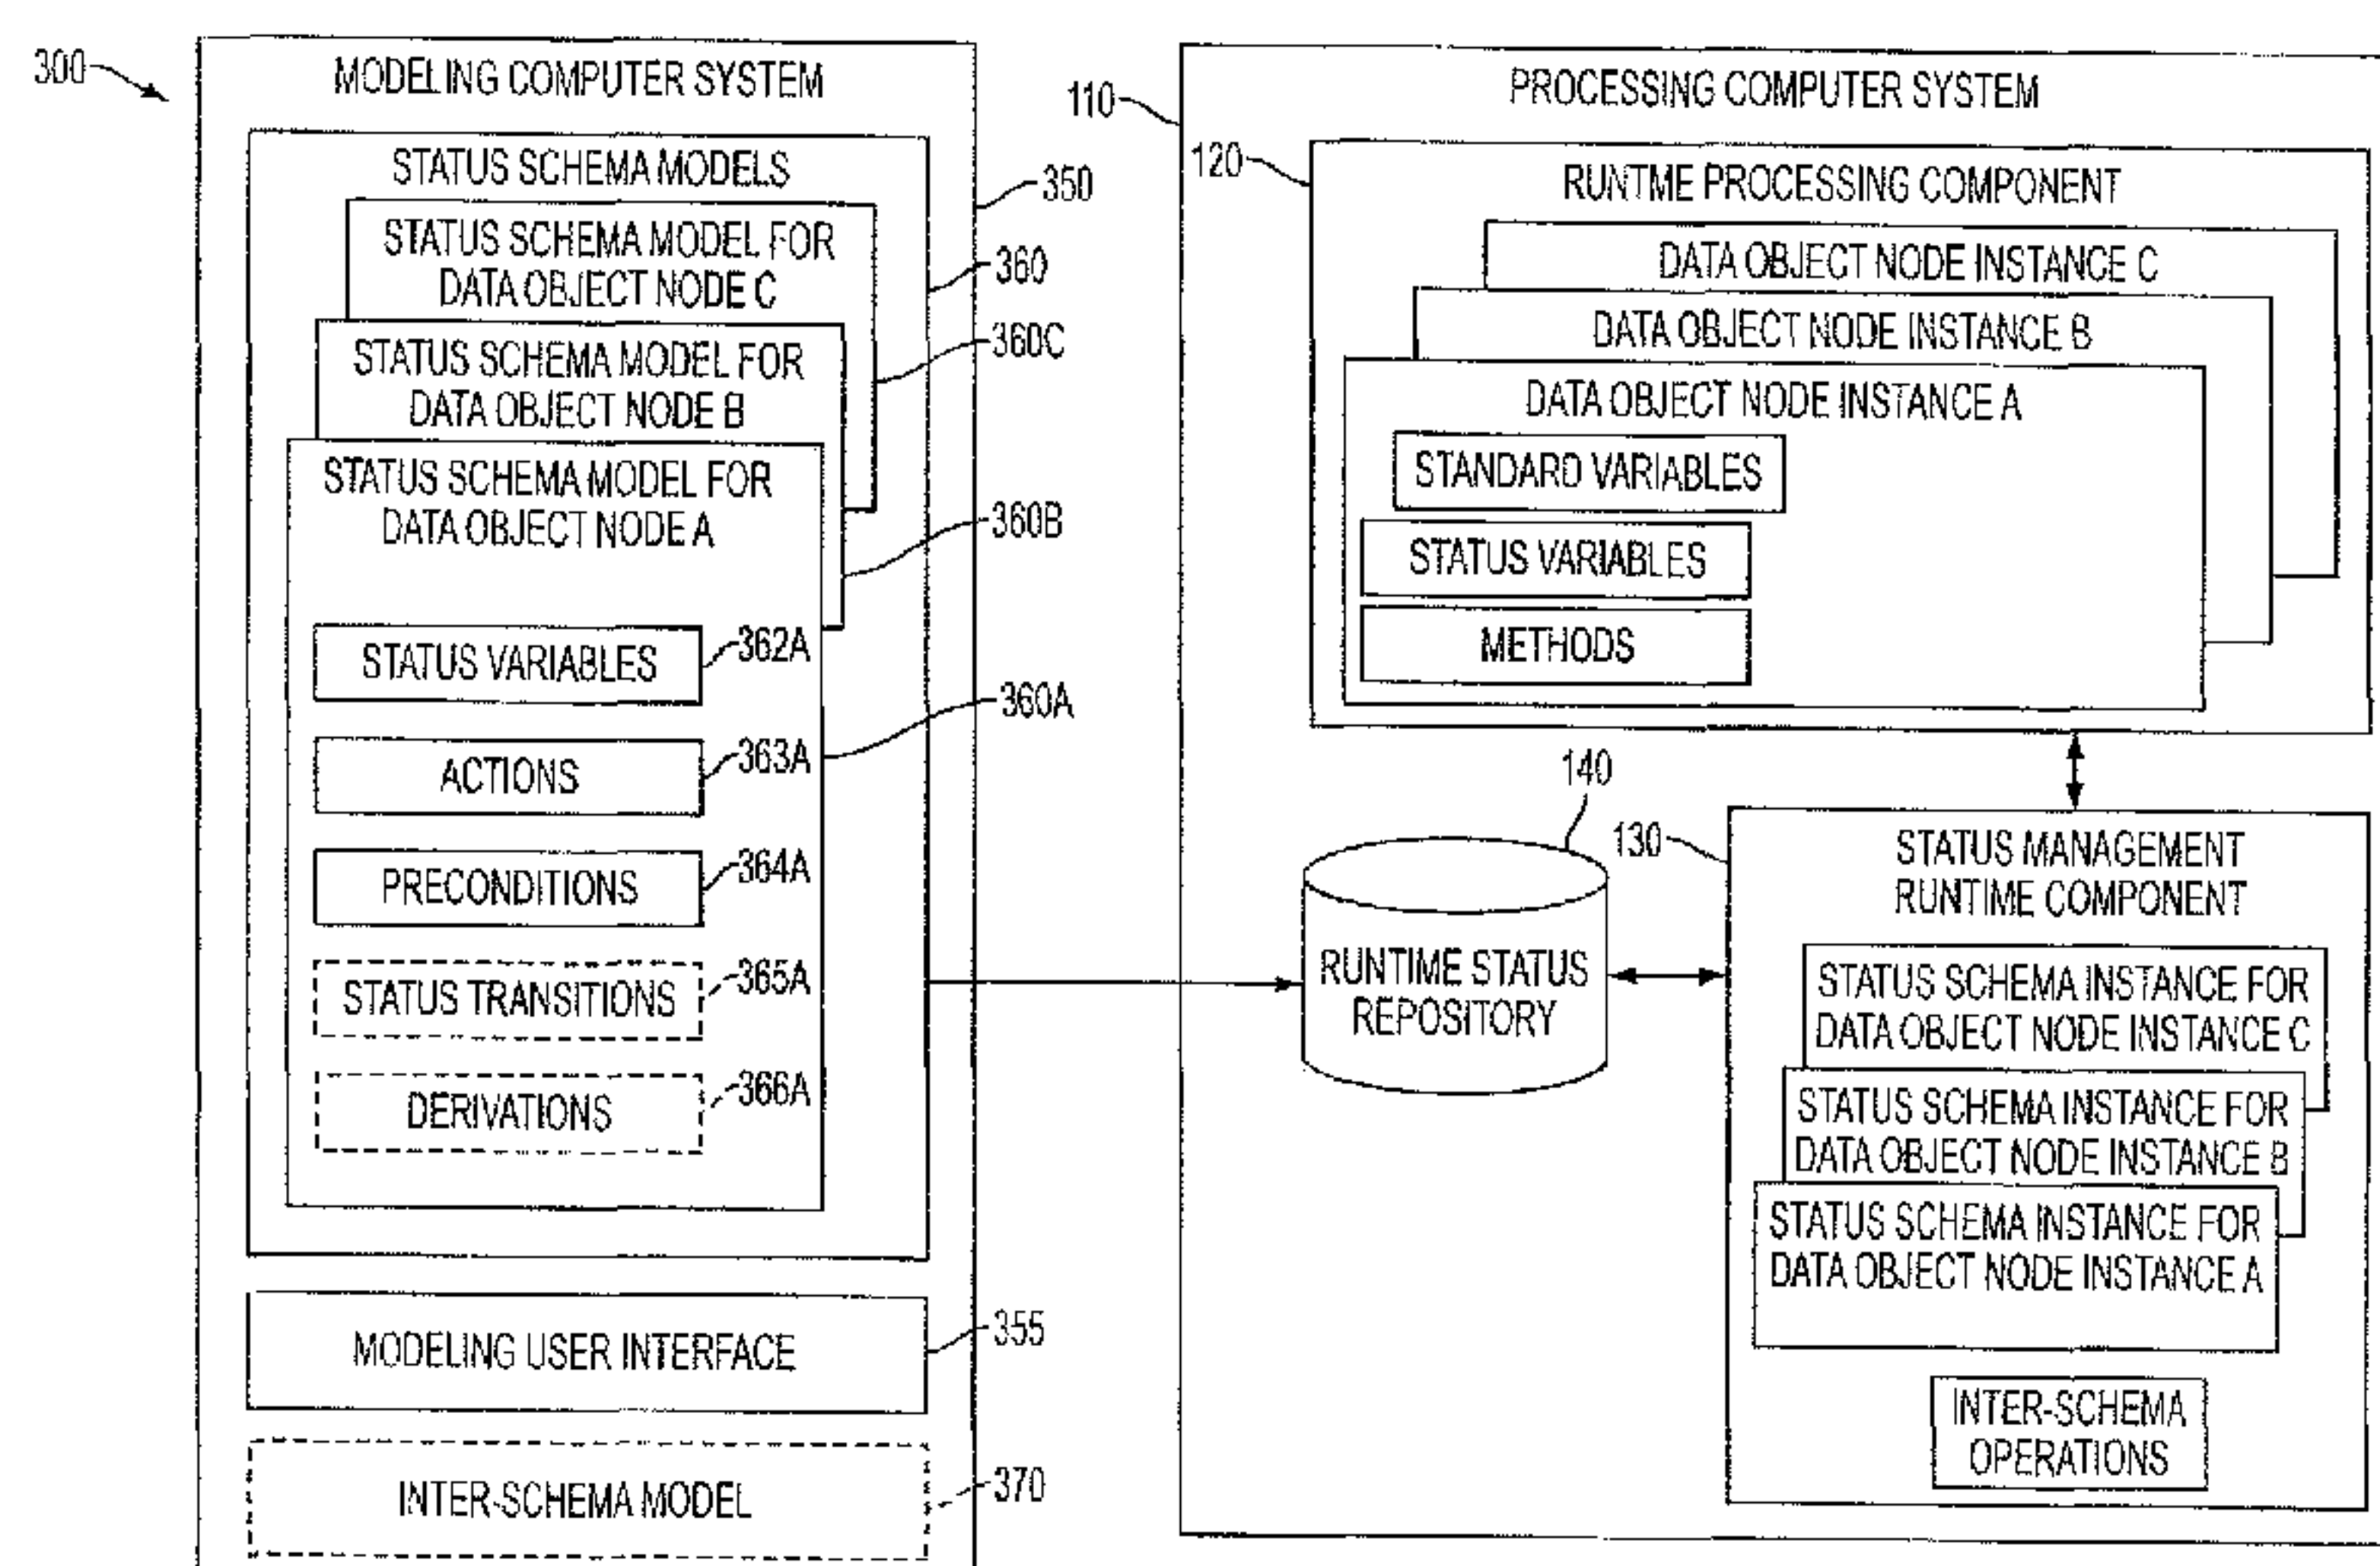 300
MODELING COMPUTER SYSTEM
STATUS SCHEMA MODELS
350
STATUS SCHEMA MODEL FOR
DATA OBJECT NODE C
360
360C
STATUS SCHEMA MODEL FOR
DATA OBJECT NODE B
STATUS SCHEMA MODEL FOR
DATA OBJECT NODE A
360B
STATUS VARIABLES
362A
360A
ACTIONS
363A
PRECONDITIONS
364A
STATUS TRANSITIONS
365A
DERIVATIONS
366A
MODELING USER INTERFACE
355
INTER-SCHEMA MODEL
370
110
PROCESSING COMPUTER SYSTEM
120
RUNTME PROCESSING COMPONENT
DATA OBJECT NODE INSTANCE C
DATA OBJECT NODE INSTANCE B
DATA OBJECT NODE INSTANCE A
STANDARD VARIABLES
STATUS VARIABLES
METHODS
140
RUNTIME STATUS
REPOSITORY
130
STATUS MANAGEMENT
RUNTIME COMPONENT
STATUS SCHEMA INSTANCE FOR
DATA OBJECT NODE INSTANCE C
STATUS SCHEMA INSTANCE FOR
DATA OBJECT NODE INSTANCE B
STATUS SCHEMA INSTANCE FOR
DATA OBJECT NODE INSTANCE A
INTER-SCHEMA
OPERATIONS